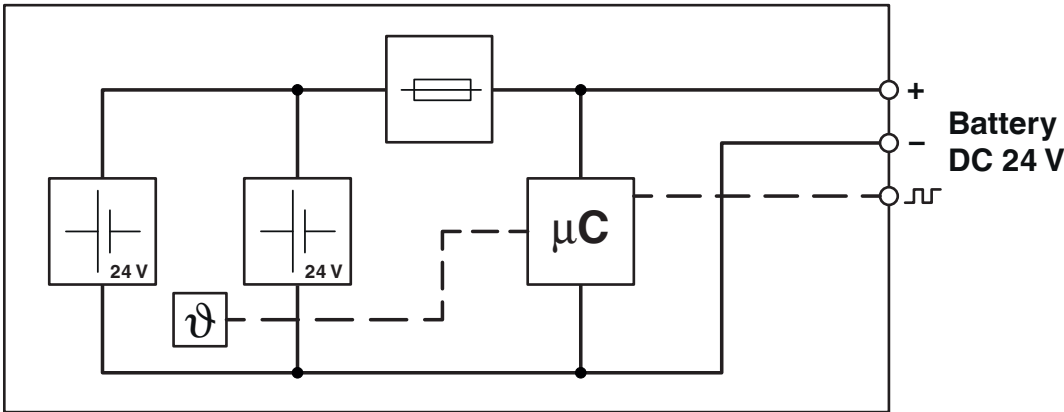 +
Battery
–
DC 24 V
μC
24 V
24 V
ϑ